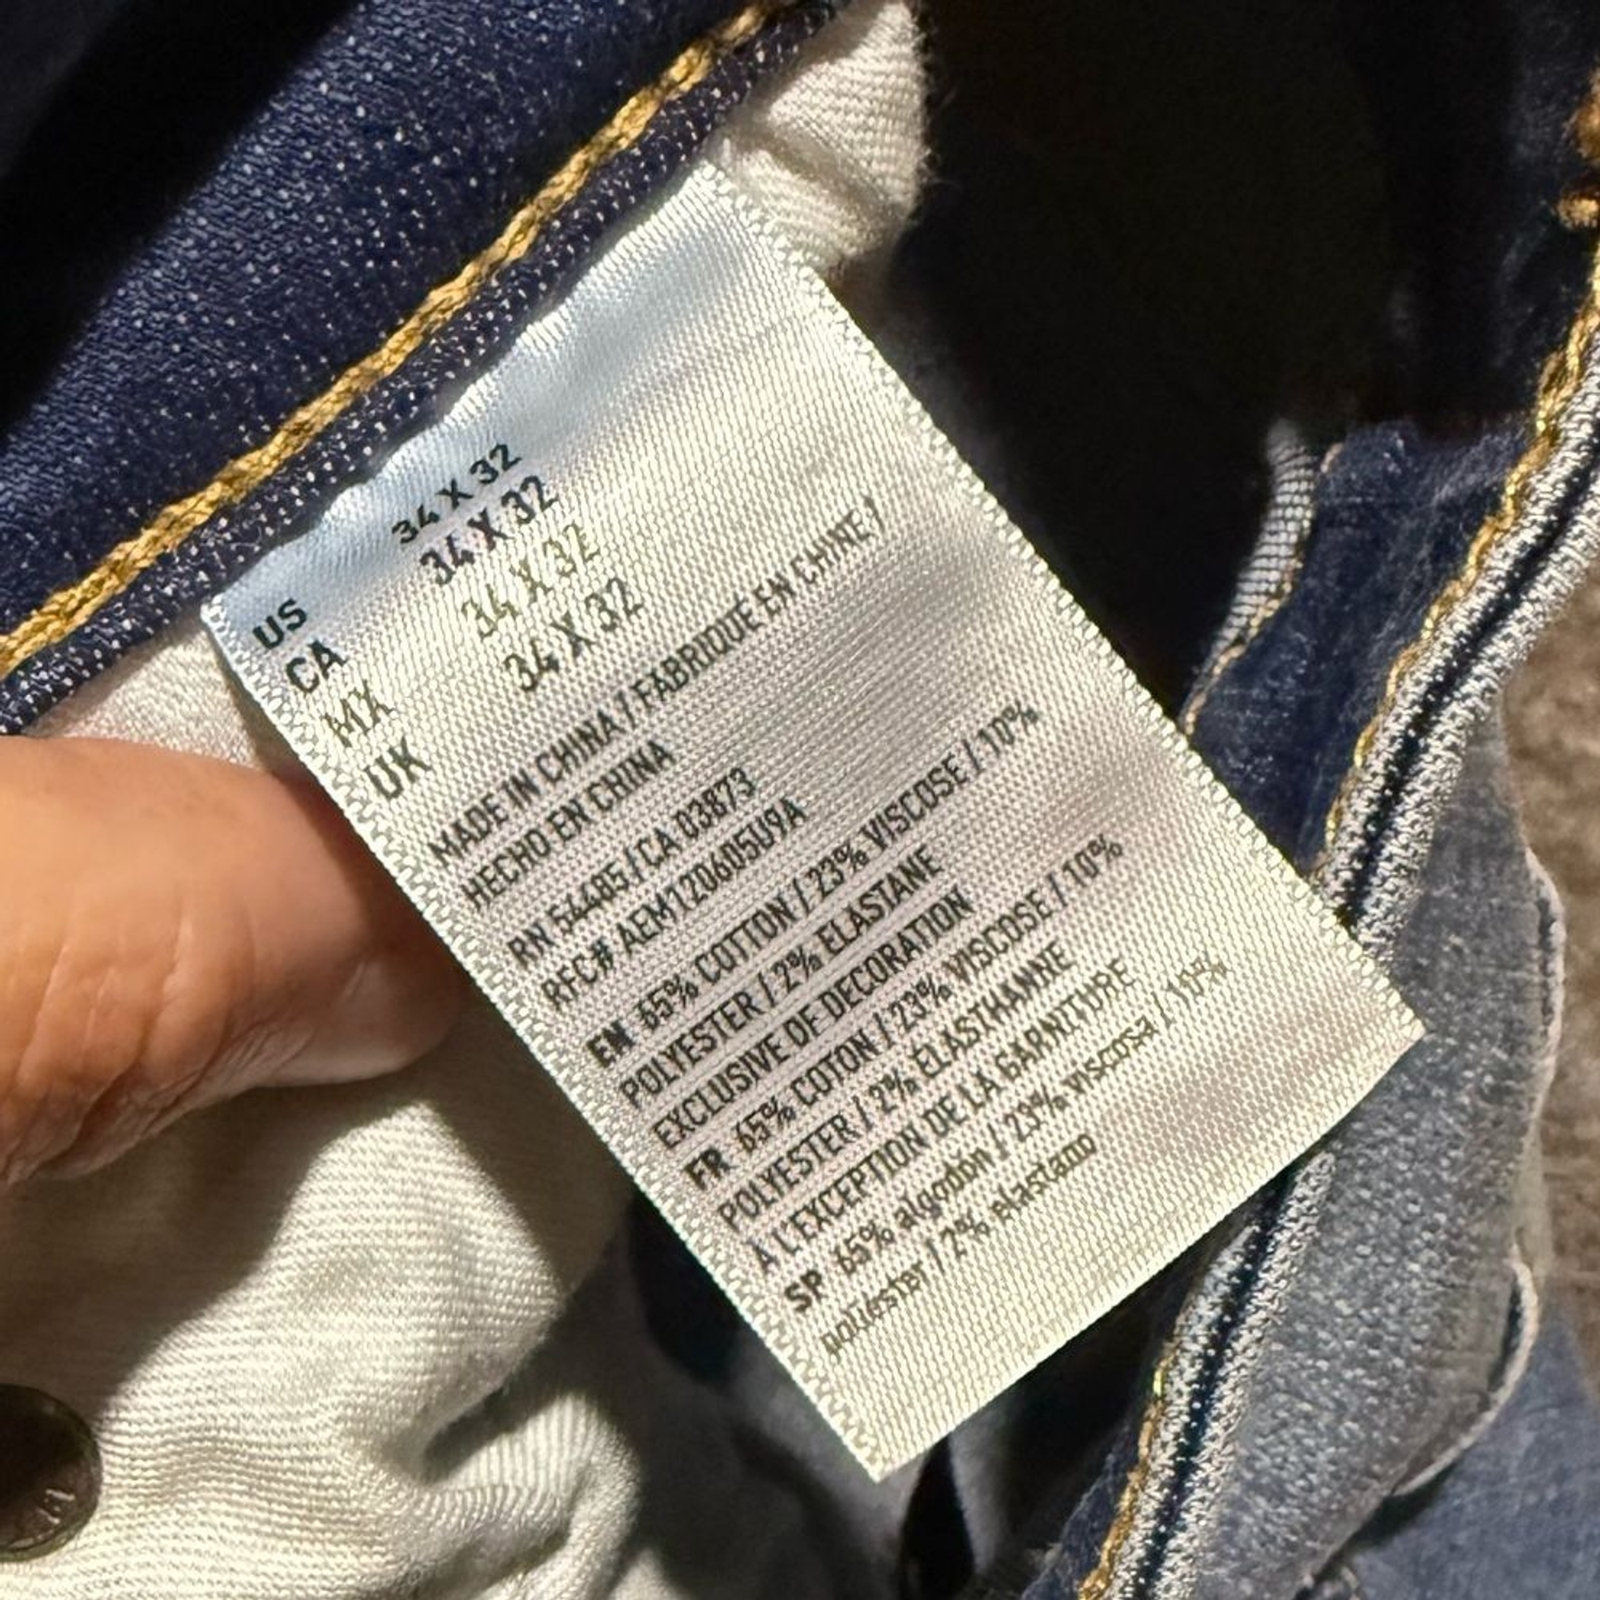 US 34 X 32
CA 34 X 32
MX 34 X 32
UK 34 X 32
MADE IN CHINA / FABRIQUÉ EN CHINE /
HECHO EN CHINA
RN 54485 / CA 03873
RFC# AEM120605U9A
EN 65% COTTON / 23% VISCOSE / 10%
POLYESTER / 2% ELASTANE
EXCLUSIVE OF DECORATION
FR 65% COTON / 23% VISCOSE / 10%
POLYESTER / 2% ELASTHANNE
À L'EXCEPTION DE LA GARNITURE
SP 65% algodón / 23% viscosa / 10%
poliester / 2% elastano